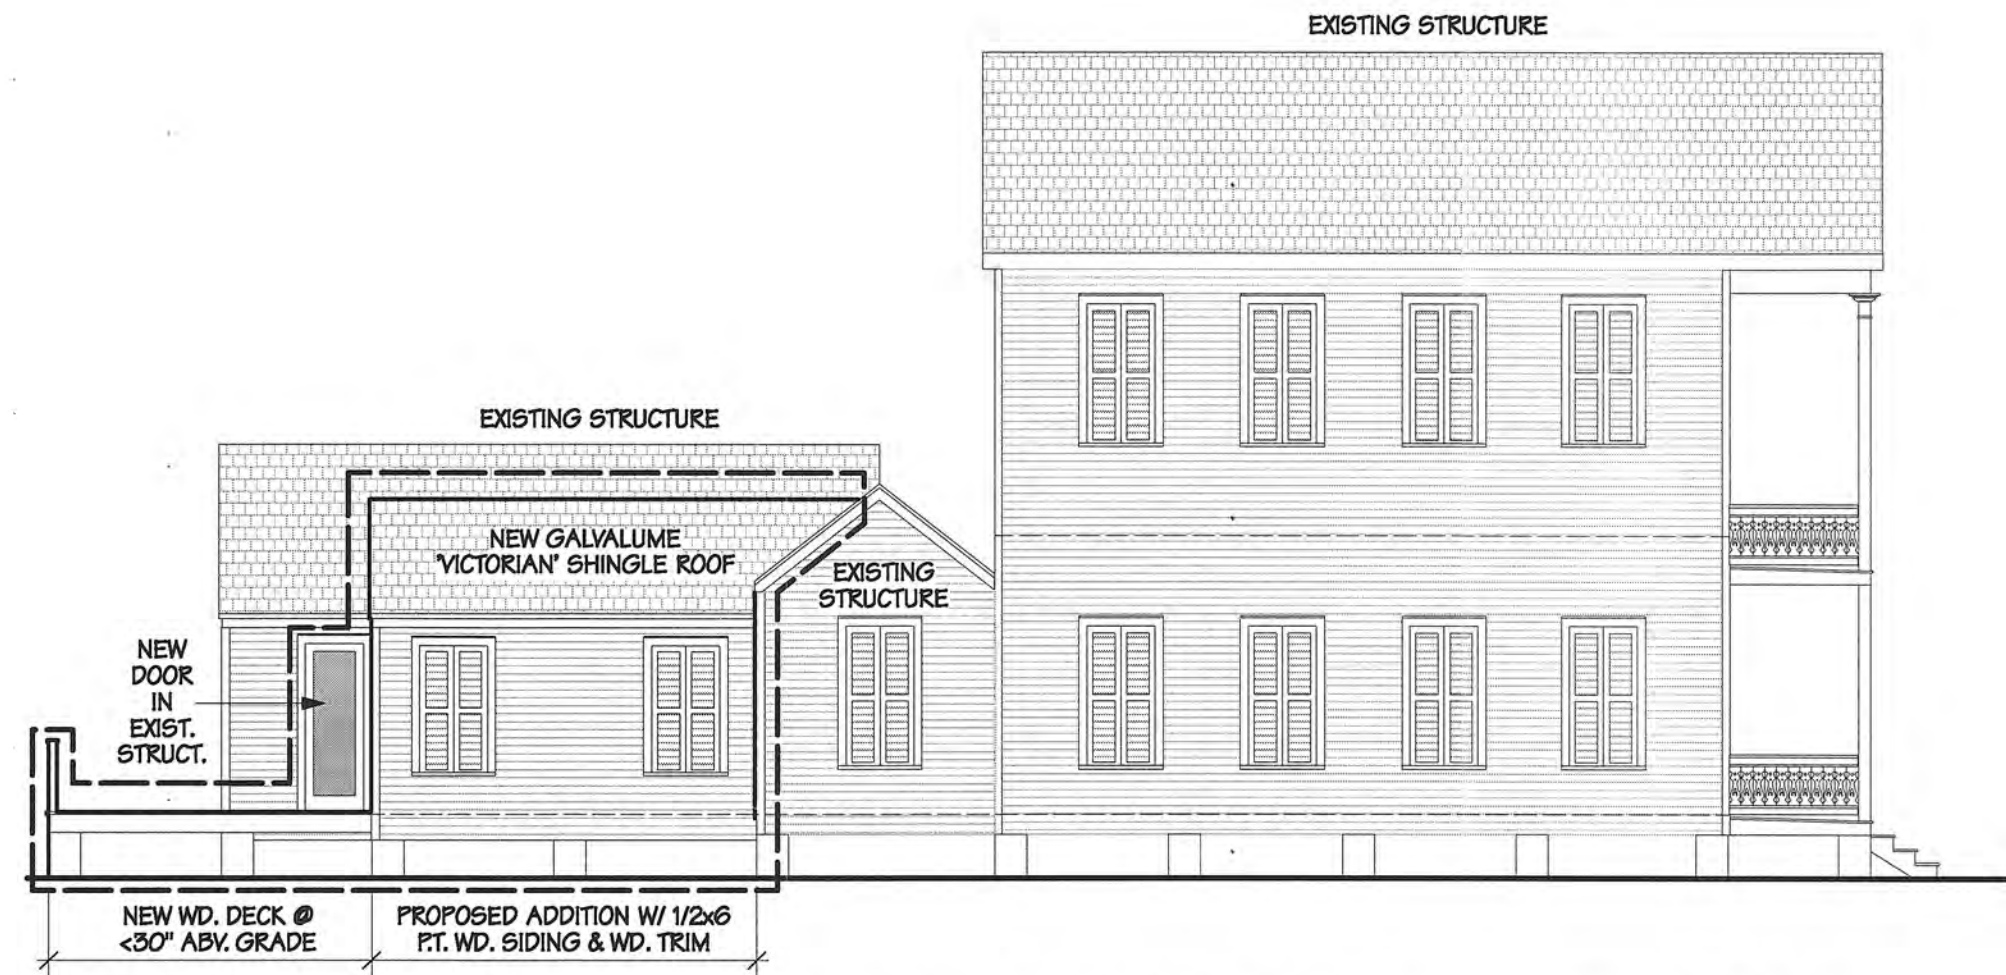 EXISTING STRUCTURE
EXISTING STRUCTURE
NEW GALVALUME
"VICTORIAN" SHINGLE ROOF
EXISTING
STRUCTURE
NEW
DOOR
IN
EXIST.
STRUCT.
NEW WD. DECK @
<30" ABV. GRADE
PROPOSED ADDITION W/ 1/2x6
P.T. WD. SIDING & WD. TRIM